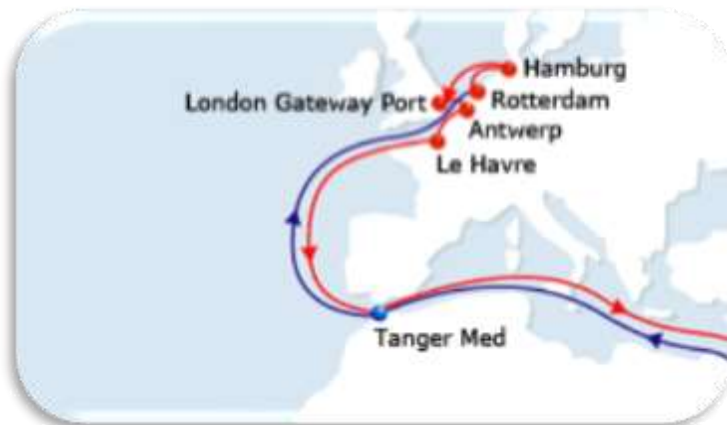 Hamburg
London Gateway Port
Rotterdam
Antwerp
Le Havre
Tanger Med